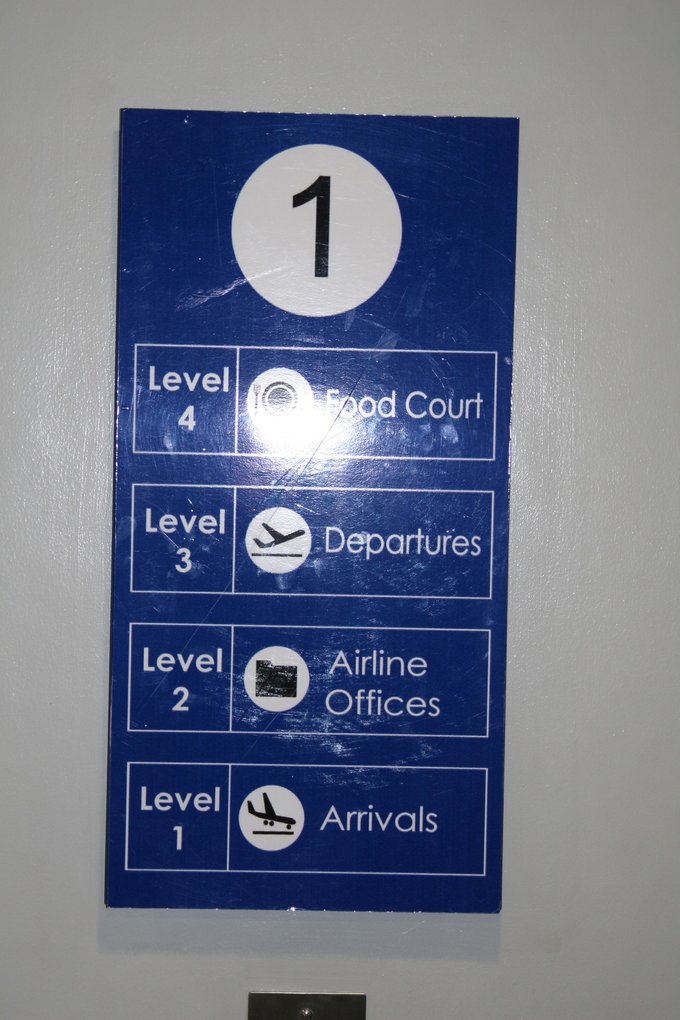 1
Level
4
Food Court
Level
3
Departures
Level
2
Airline
Offices
Level
1
Arrivals